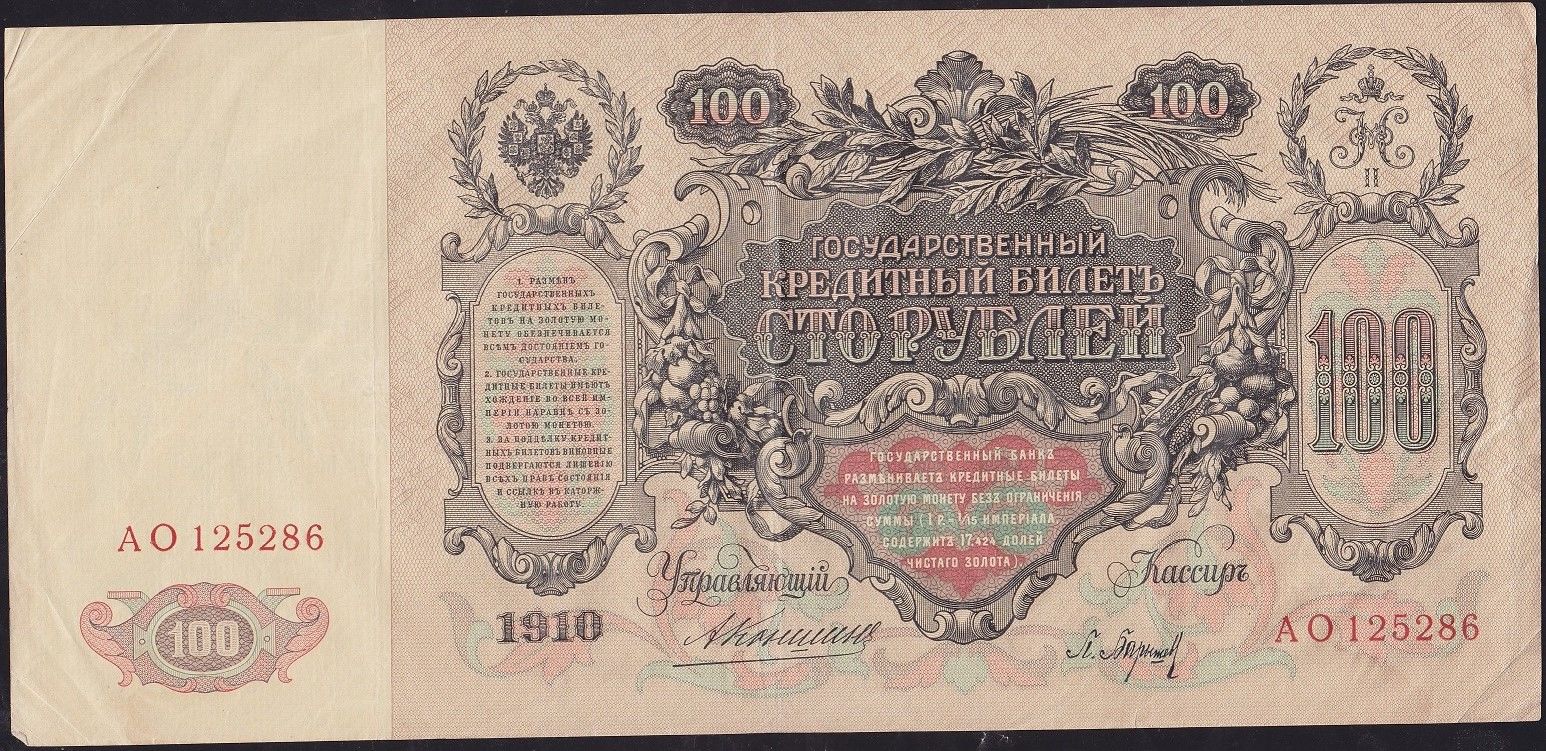 100
100
II
ГОСУДАРСТВЕННЫЙ
КРЕДИТНЫЙ БИЛЕТЪ
СТО РУБЛЕЙ
1. РАЗМѢНЪ
ГОСУДАРСТВЕННЫХЪ
КРЕДИТНЫХЪ БИЛЕ-
ТОВЪ НА ЗОЛОТУЮ МО-
НЕТУ ОБЕЗПЕЧИВАЕТСЯ
ВСѢМЪ ДОСТОЯНІЕМЪ ГО-
СУДАРСТВА.
2. ГОСУДАРСТВЕННЫЕ КРЕ-
ДИТНЫЕ БИЛЕТЫ ИМѢЮТЪ
ХОЖДЕНІЕ ВО ВСЕЙ ИМ-
ПЕРІИ НАРАВНѢ СЪ ЗО-
ЛОТОЮ МОНЕТОЮ.
3. ЗА ПОДДѢЛКУ КРЕДИТ-
НЫХЪ БИЛЕТОВЪ ВИНОВНЫЕ
ПОДВЕРГАЮТСЯ ЛИШЕНІЮ
ВСѢХЪ ПРАВЪ СОСТОЯНІЯ
И ССЫЛКѢ ВЪ КАТОРЖ-
НУЮ РАБОТУ.
100
ГОСУДАРСТВЕННЫЙ БАНКЪ
РАЗМѢНИВАЕТЪ КРЕДИТНЫЕ БИЛЕТЫ
НА ЗОЛОТУЮ МОНЕТУ БЕЗЪ ОГРАНИЧЕНІЯ
СУММЫ (1 Р.= 1/15 ИМПЕРІАЛА,
СОДЕРЖИТЪ 17,424 ДОЛЕЙ
ЧИСТАГО ЗОЛОТА).
Управляющій
Кассиръ
1910
АКоншинъ
АО 125286
АО 125286
100